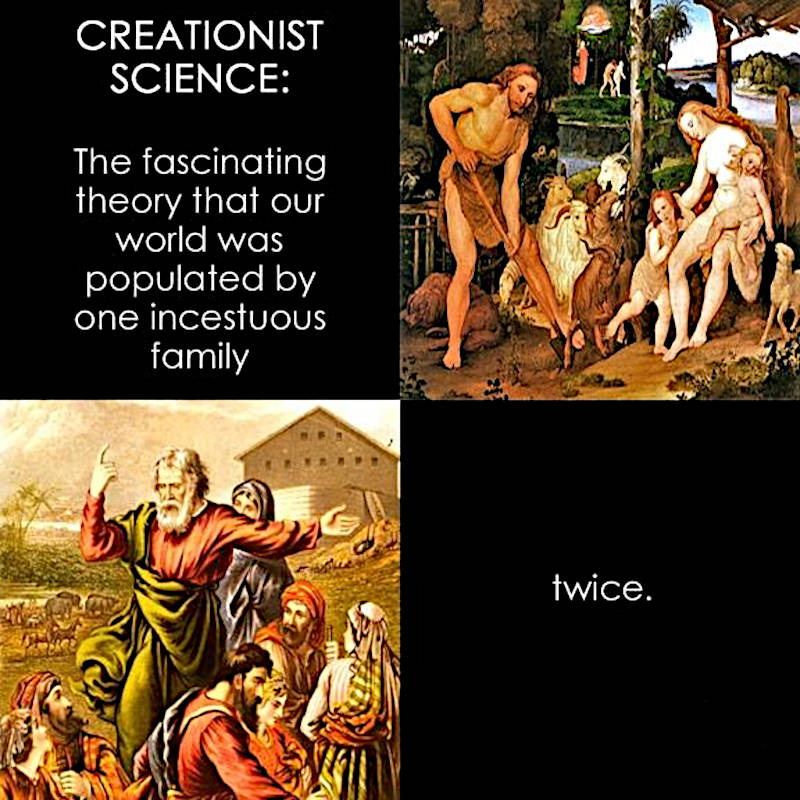 CREATIONIST
SCIENCE:
The fascinating
theory that our
world was
populated by
one incestuous
family
twice.